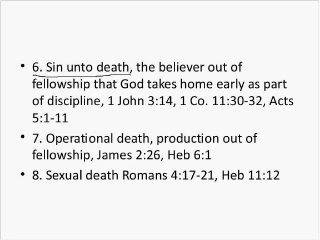 • 6. Sin unto death, the believer out of
fellowship that God takes home early as part
of discipline, 1 John 3:14, 1 Co. 11:30-32, Acts
5:1-11
• 7. Operational death, production out of
fellowship, James 2:26, Heb 6:1
• 8. Sexual death Romans 4:17-21, Heb 11:12